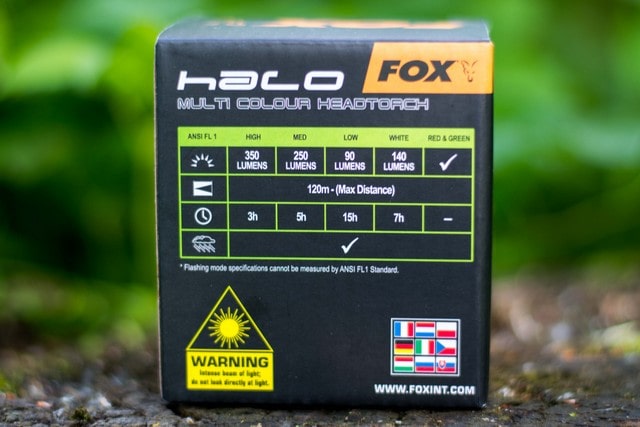 HALO
FOX
MULTI COLOUR HEADTORCH
ANSI FL 1 HIGH MED LOW WHITE RED & GREEN
350 LUMENS 250 LUMENS 90 LUMENS 140 LUMENS ✓
120m - (Max Distance)
3h 5h 15h 7h –
✓
* Flashing mode specifications cannot be measured by ANSI FL1 Standard.
WARNING
Intense beam of light,
do not look directly at light.
WWW.FOXINT.COM